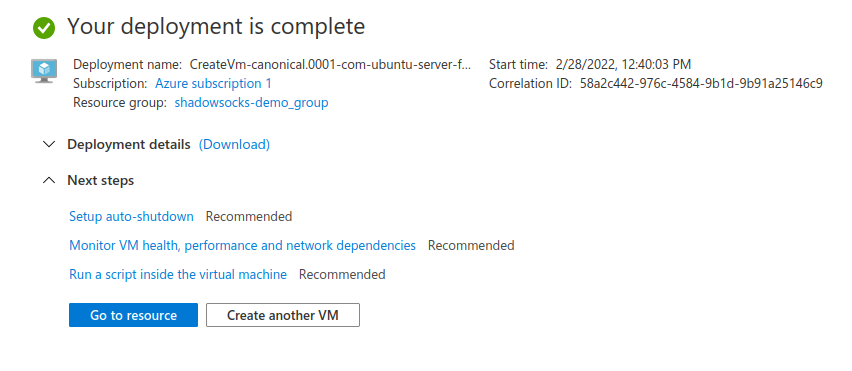 Your deployment is complete
Deployment name: CreateVm-canonical.0001-com-ubuntu-server-f...
Subscription: Azure subscription 1
Resource group: shadowsocks-demo_group
Start time: 2/28/2022, 12:40:03 PM
Correlation ID: 58a2c442-976c-4584-9b1d-9b91a25146c9
Deployment details (Download)
Next steps
Setup auto-shutdown Recommended
Monitor VM health, performance and network dependencies Recommended
Run a script inside the virtual machine Recommended
Go to resource
Create another VM